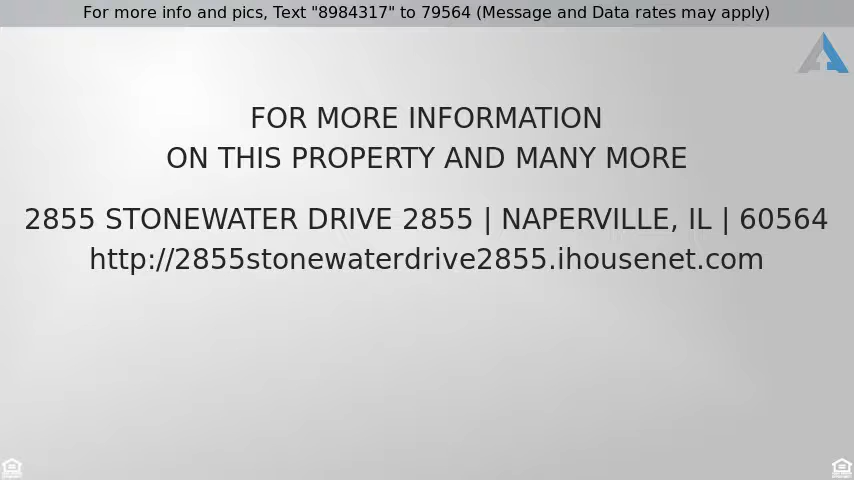 For more info and pics, Text "8984317" to 79564 (Message and Data rates may apply)
FOR MORE INFORMATION
ON THIS PROPERTY AND MANY MORE
2855 STONEWATER DRIVE 2855 | NAPERVILLE, IL | 60564
http://2855stonewaterdrive2855.ihousenet.com